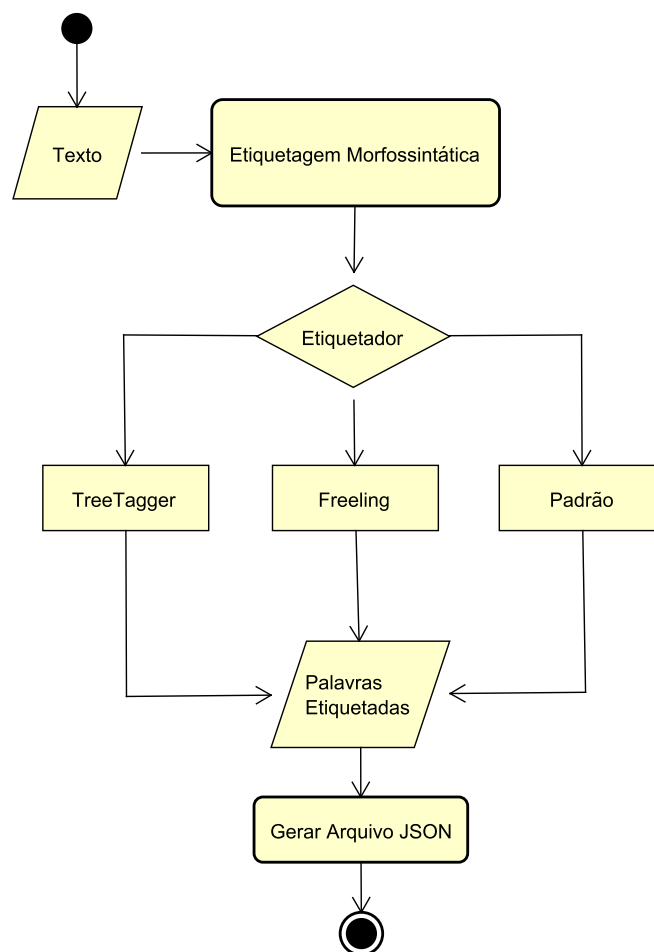 Texto
Etiquetagem Morfossintática
Etiquetador
TreeTagger
Freeling
Padrão
Palavras
Etiquetadas
Gerar Arquivo JSON